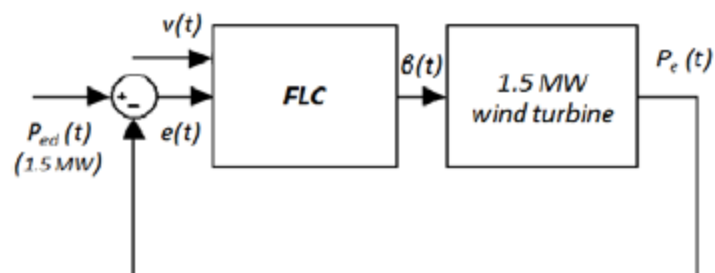 v(t)
FLC
β(t)
1.5 MW
wind turbine
Pe (t)
+
−
Ped (t)
(1.5 MW)
e(t)